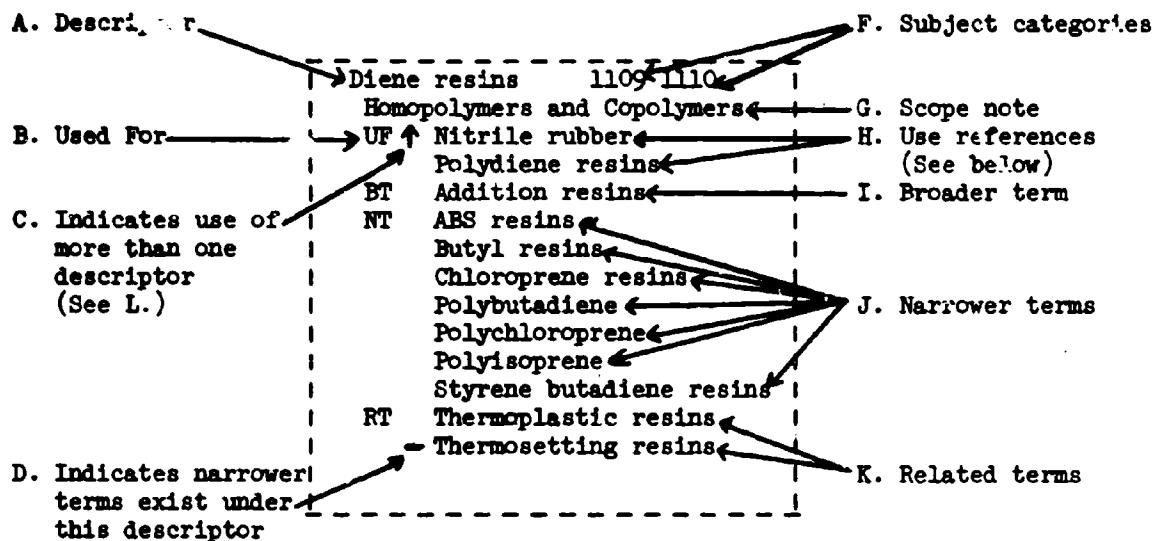 A. Descri r
F. Subject categories
Diene resins 1109 1110
Homopolymers and Copolymers
G. Scope note
B. Used For
UF ↑ Nitrile rubber
H. Use references
(See below)
Polydiene resins
BT Addition resins
I. Broader term
C. Indicates use of
more than one
descriptor
(See L.)
NT ABS resins
Butyl resins
Chloroprene resins
Polybutadiene
Polychloroprene
Polyisoprene
Styrene butadiene resins
J. Narrower terms
RT Thermoplastic resins
- Thermosetting resins
K. Related terms
D. Indicates narrower
terms exist under
this descriptor